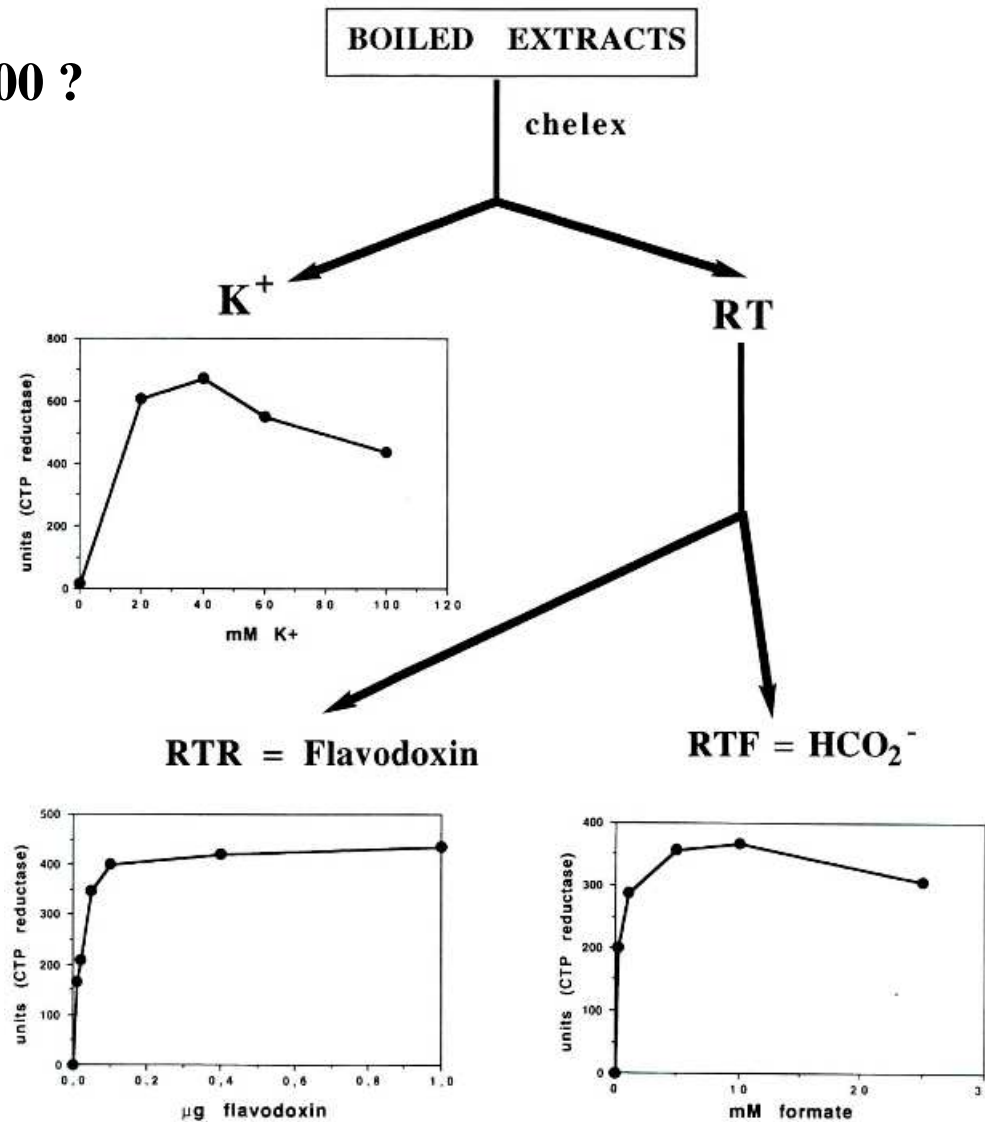 00 ?
BOILED EXTRACTS
chelex
K+
RT
units (CTP reductase)
800
600
400
200
0
0 20 40 60 80 100 120
mM K+
RTR = Flavodoxin
RTF = HCO2-
units (CTP reductase)
500
400
300
200
100
0
0,0 0,2 0,4 0,6 0,8 1,0
µg flavodoxin
units (CTP reductase)
400
300
200
100
0
0 10 20 3
mM formate